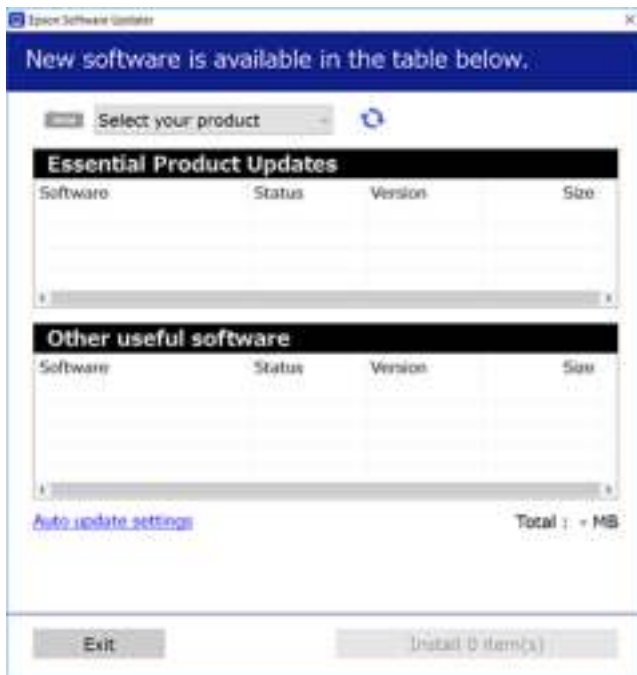 Epson Software Updater
New software is available in the table below.
Select your product
Essential Product Updates
Software Status Version Size
Other useful software
Software Status Version Size
Auto update settings Total : - MB
Exit Install 0 item(s)